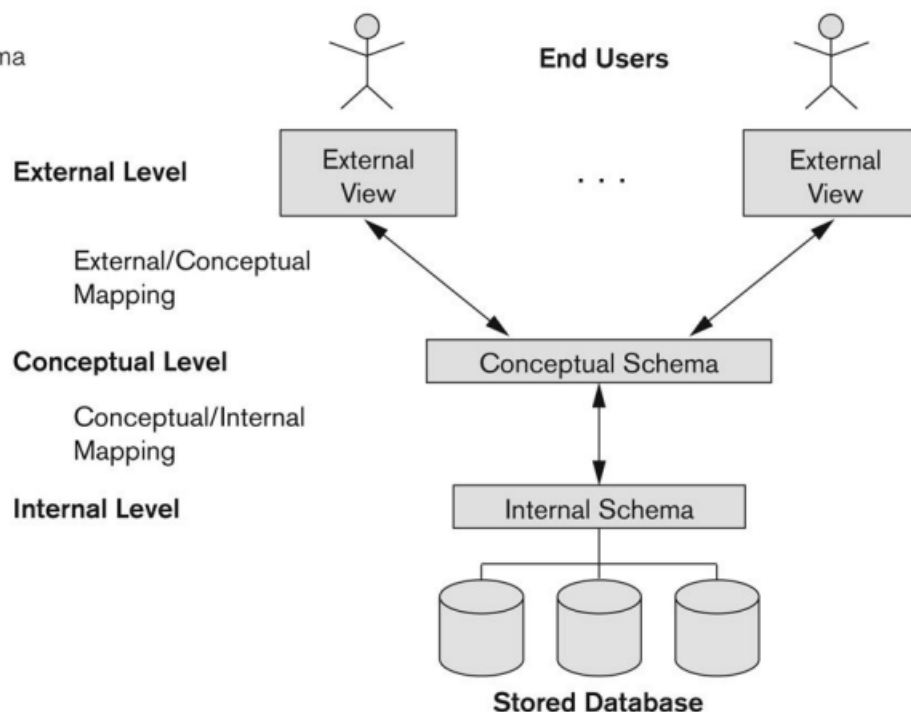 End Users
External Level
External
View
. . .
External
View
External/Conceptual
Mapping
Conceptual Level
Conceptual Schema
Conceptual/Internal
Mapping
Internal Level
Internal Schema
Stored Database